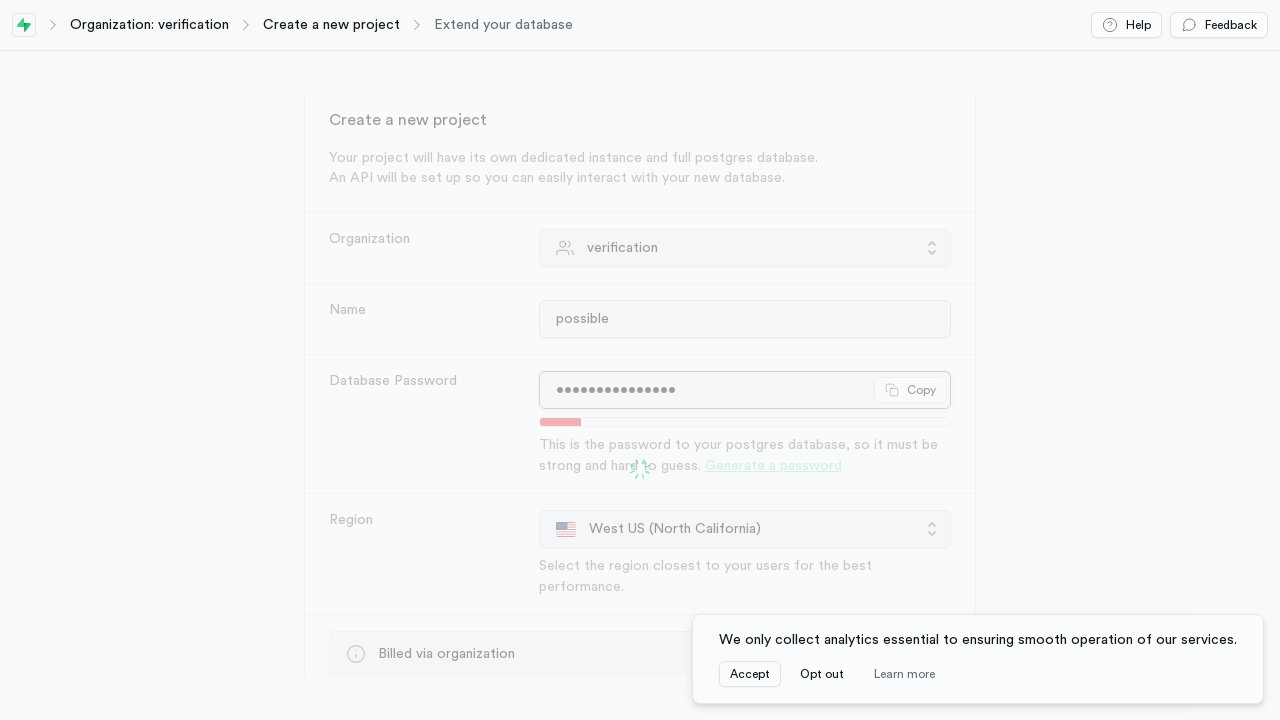 Organization: verification
Create a new project
Extend your database
Help
Feedback
Create a new project
Your project will have its own dedicated instance and full postgres database.
An API will be set up so you can easily interact with your new database.
Organization
verification
Name
possible
Database Password
•••••••••••••••
Copy
This is the password to your postgres database, so it must be
strong and hard to guess. Generate a password
Region
West US (North California)
Select the region closest to your users for the best
performance.
Billed via organization
We only collect analytics essential to ensuring smooth operation of our services.
Accept
Opt out
Learn more